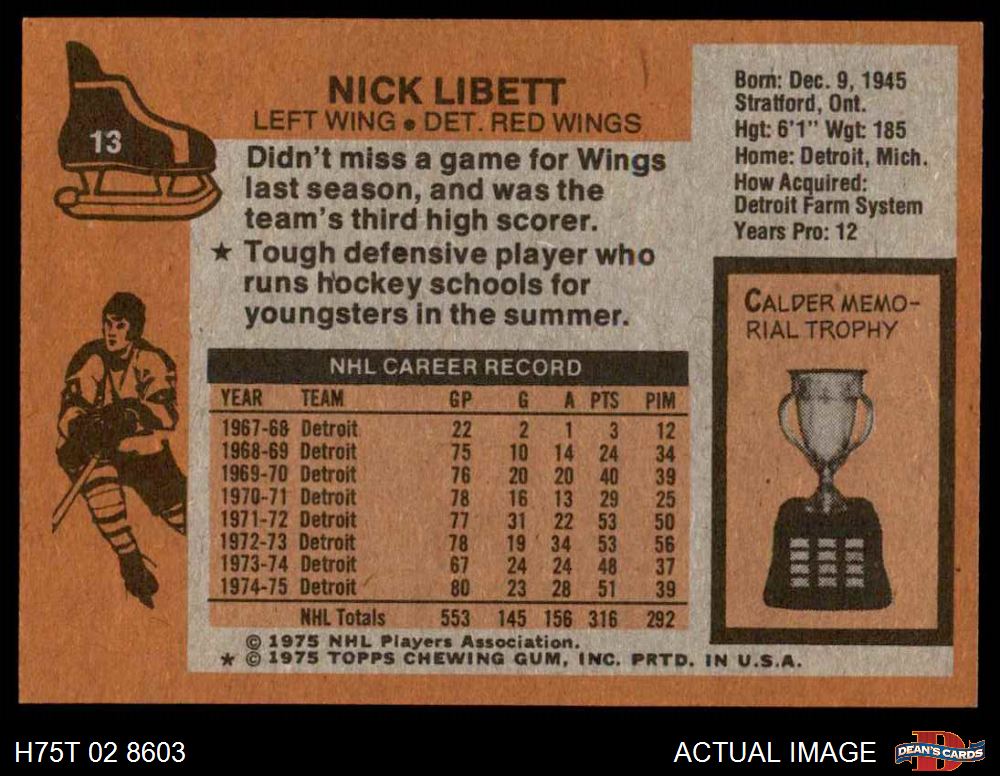 13
NICK LIBETT
LEFT WING ● DET. RED WINGS
Didn't miss a game for Wings
last season, and was the
team's third high scorer.
★ Tough defensive player who
runs hockey schools for
youngsters in the summer.
Born: Dec. 9, 1945
Stratford, Ont.
Hgt: 6'1" Wgt: 185
Home: Detroit, Mich.
How Acquired:
Detroit Farm System
Years Pro: 12
CALDER MEMO-
RIAL TROPHY
NHL CAREER RECORD
YEAR TEAM GP G A PTS PIM
1967-68 Detroit 22 2 1 3 12
1968-69 Detroit 75 10 14 24 34
1969-70 Detroit 76 20 20 40 39
1970-71 Detroit 78 16 13 29 25
1971-72 Detroit 77 31 22 53 50
1972-73 Detroit 78 19 34 53 56
1973-74 Detroit 67 24 24 48 37
1974-75 Detroit 80 23 28 51 39
NHL Totals 553 145 156 316 292
© 1975 NHL Players Association.
★ © 1975 TOPPS CHEWING GUM, INC. PRTD. IN U.S.A.
H75T 02 8603
ACTUAL IMAGE
DEAN'S CARDS